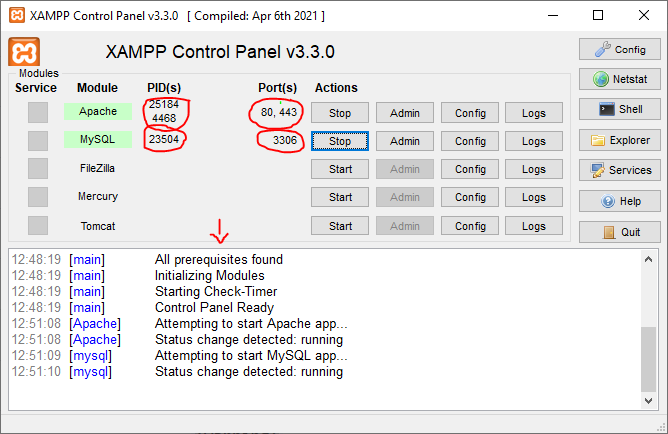 XAMPP Control Panel v3.3.0 [ Compiled: Apr 6th 2021 ]
XAMPP Control Panel v3.3.0
Config
Modules
Service Module PID(s) Port(s) Actions
Netstat
Apache 25184 4468 80, 443 Stop Admin Config Logs
Shell
MySQL 23504 3306 Stop Admin Config Logs
Explorer
FileZilla Start Admin Config Logs
Services
Mercury Start Admin Config Logs
Help
Tomcat Start Admin Config Logs
Quit
12:48:19 [main] All prerequisites found
12:48:19 [main] Initializing Modules
12:48:19 [main] Starting Check-Timer
12:48:19 [main] Control Panel Ready
12:51:08 [Apache] Attempting to start Apache app...
12:51:08 [Apache] Status change detected: running
12:51:09 [mysql] Attempting to start MySQL app...
12:51:10 [mysql] Status change detected: running